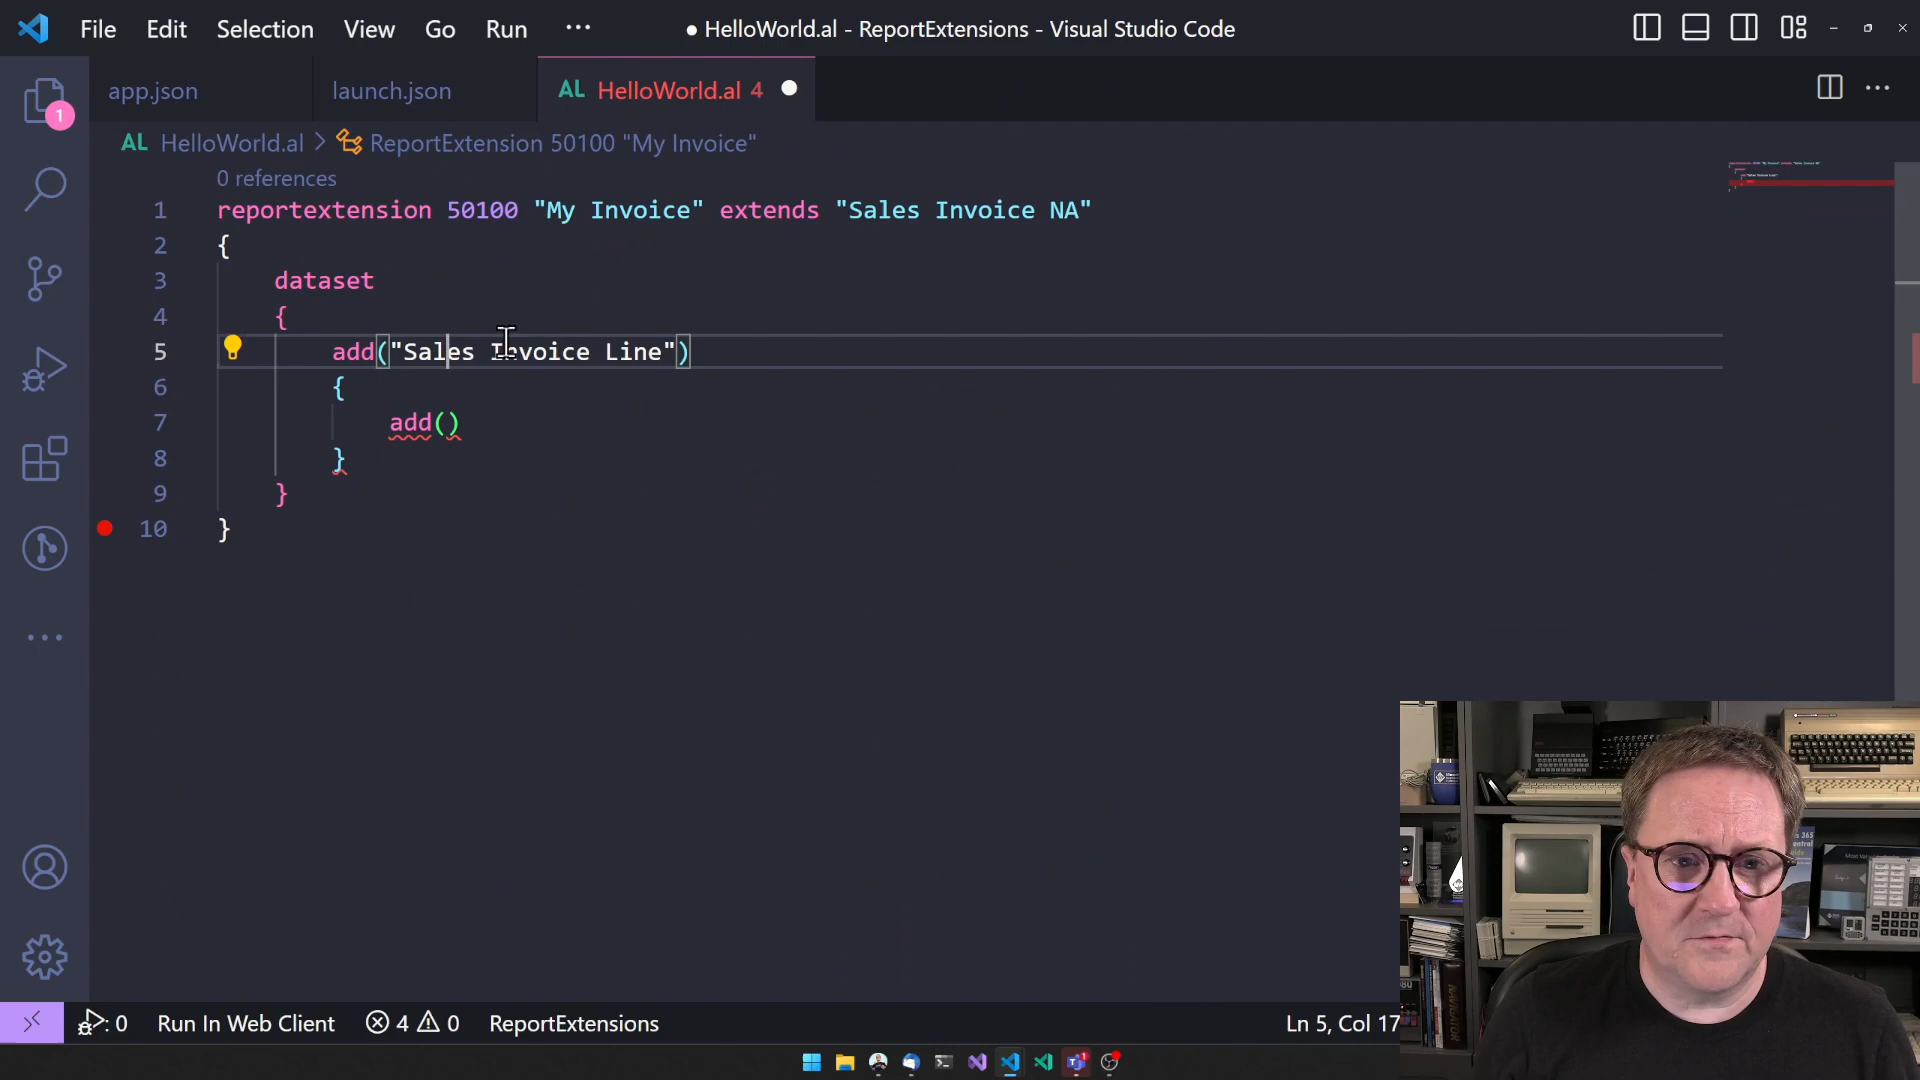 File Edit Selection View Go Run ··· ● HelloWorld.al - ReportExtensions - Visual Studio Code
app.json launch.json AL HelloWorld.al 4
1
AL HelloWorld.al > ReportExtension 50100 "My Invoice"
0 references
1 reportextension 50100 "My Invoice" extends "Sales Invoice NA"
2 {
3 dataset
4 {
5 add("Sales Invoice Line")
6 {
7 add()
8 }
9 }
10 }
0 Run In Web Client 4 0 ReportExtensions Ln 5, Col 17